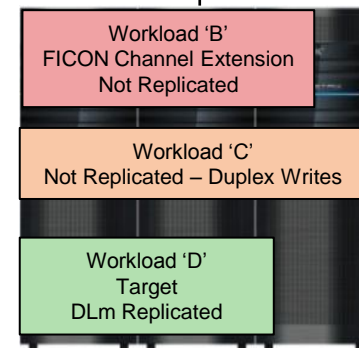 Workload ‘B’
FICON Channel Extension
Not Replicated
Workload ‘C’
Not Replicated – Duplex Writes
Workload ‘D’
Target
DLm Replicated